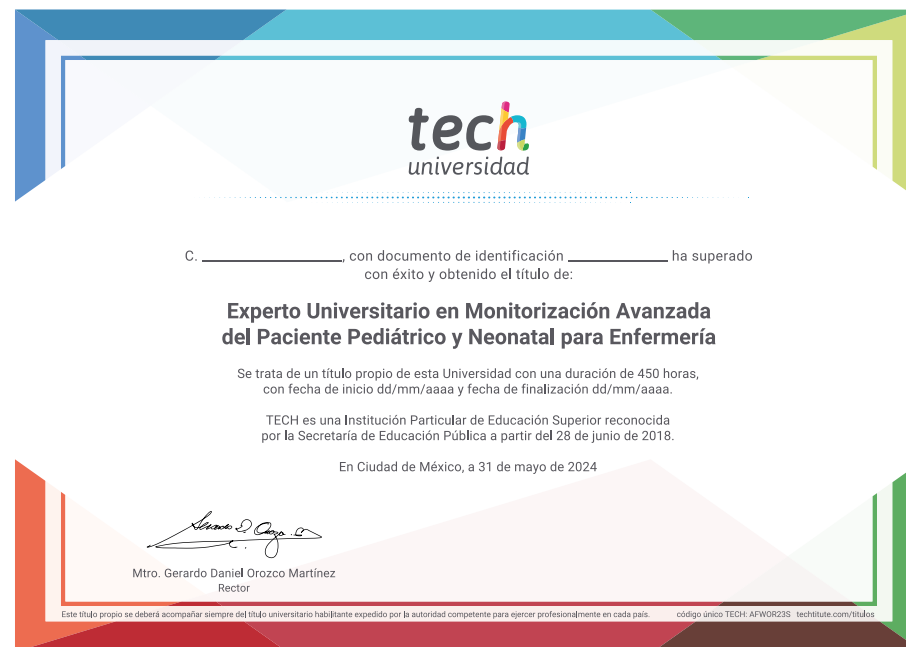 tech
universidad
C. ____________________, con documento de identificación ______________ ha superado
con éxito y obtenido el título de:
Experto Universitario en Monitorización Avanzada
del Paciente Pediátrico y Neonatal para Enfermería
Se trata de un título propio de esta Universidad con una duración de 450 horas,
con fecha de inicio dd/mm/aaaa y fecha de finalización dd/mm/aaaa.
TECH es una Institución Particular de Educación Superior reconocida
por la Secretaría de Educación Pública a partir del 28 de junio de 2018.
En Ciudad de México, a 31 de mayo de 2024
Mtro. Gerardo Daniel Orozco Martínez
Rector
Este título propio se deberá acompañar siempre del título universitario habilitante expedido por la autoridad competente para ejercer profesionalmente en cada país. código único TECH: AFWOR23S techtitute.com/titulos